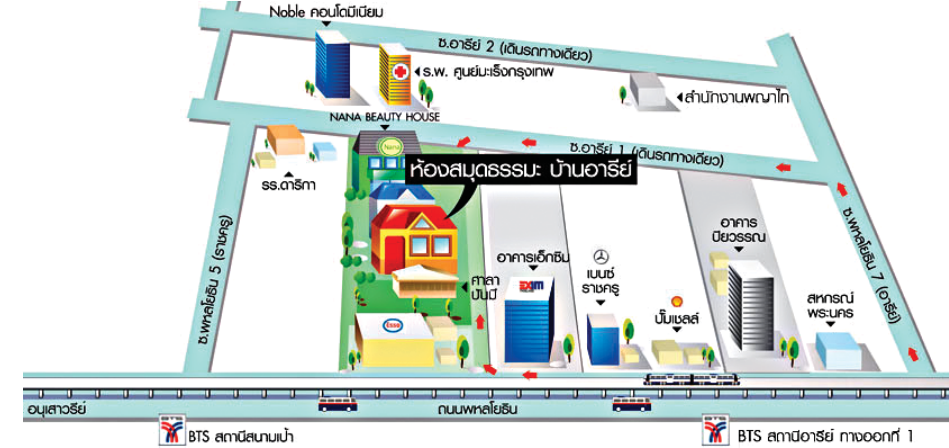 Noble คอนโดมิเนียม
ซ.อารีย์ 2 (เดินรถทางเดียว)
ร.พ. ศูนย์มะเร็งกรุงเทพ
สำนักงานพญาไท
NANA BEAUTY HOUSE
Nana
ซ.อารีย์ 1 (เดินรถทางเดียว)
ห้องสมุดธรรมะ บ้านอารีย์
รร.ดาริกา
ซ.พหลโยธิน 5 (ราชครู)
อาคาร
ปิยวรรณ
ซ.พหลโยธิน 7 (อารีย์)
อาคารเอ็กซิม
EXIM
เบนซ์
ราชครู
ศาลา
ปันมี
ปั๊มเชลล์
สหกรณ์
พระนคร
Esso
อนุเสาวรีย์
ถนนพหลโยธิน
BTS สถานีสนามเป้า
BTS สถานีอารีย์ ทางออกที่ 1